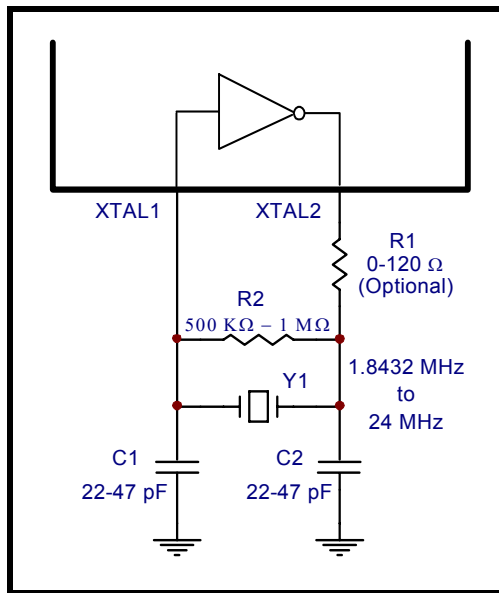 XTAL1
XTAL2
R1
0-120 Ω
(Optional)
R2
500 KΩ – 1 MΩ
Y1
1.8432 MHz
to
24 MHz
C1
22-47 pF
C2
22-47 pF